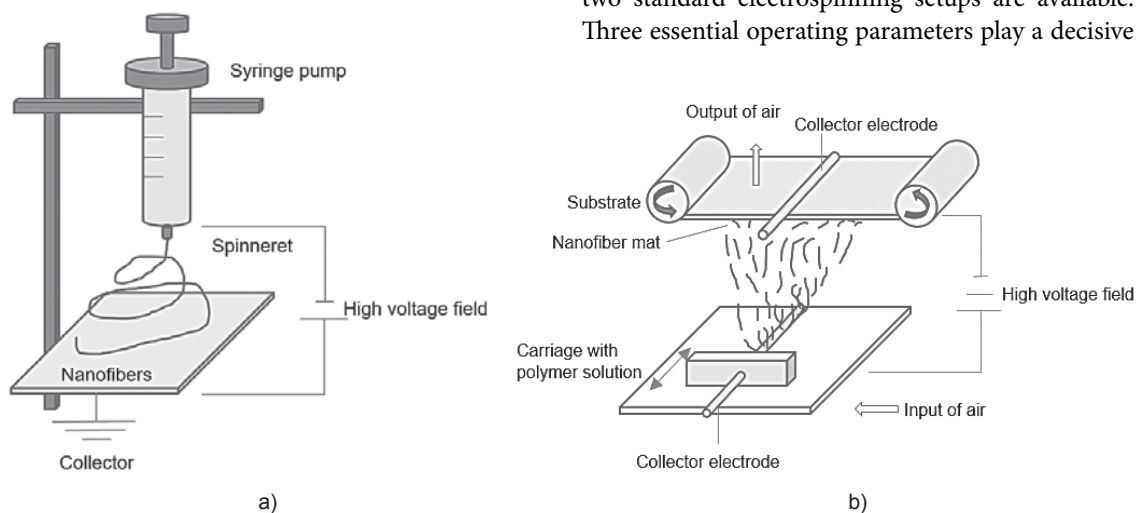 two standard electrospinning setups are available.
Three essential operating parameters play a decisive
Syringe pump
Spinneret
High voltage field
Nanofibers
Collector
a)
Output of air
Collector electrode
Substrate
Nanofiber mat
High voltage field
Carriage with
polymer solution
Input of air
Collector electrode
b)